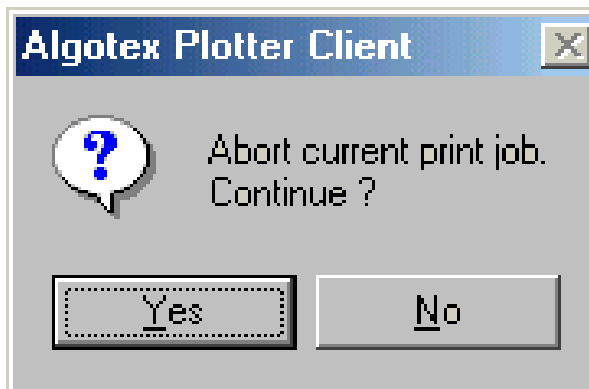 Algotex Plotter Client
?
Abort current print job.
Continue ?
Yes
No